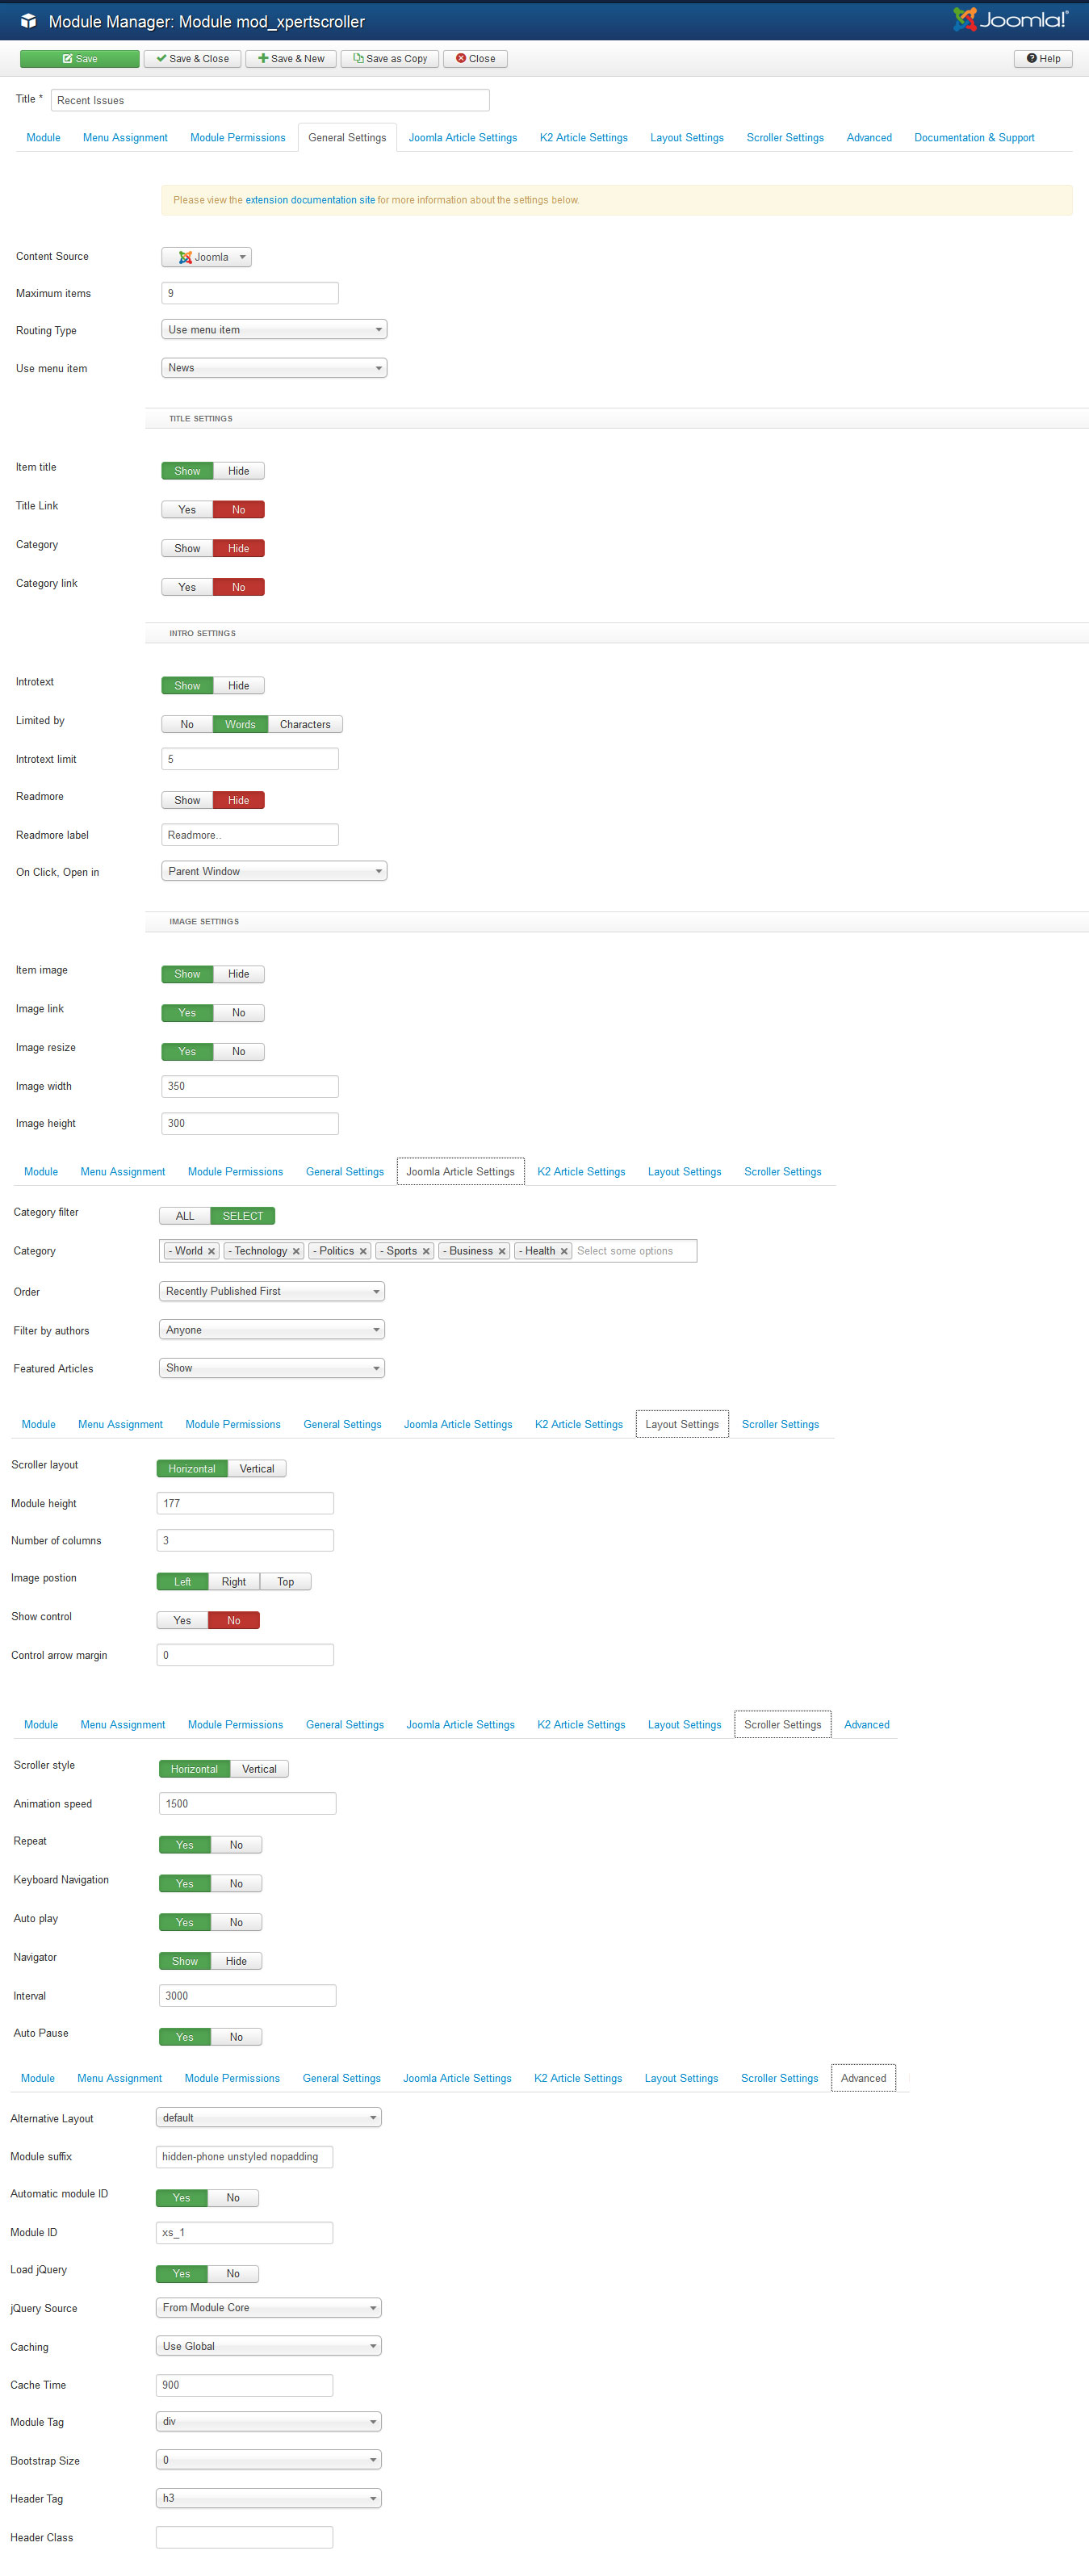 Module Manager: Module mod_xpertscroller Joomla!®
Save Save & Close Save & New Save as Copy Close Help
Title * Recent Issues
Module Menu Assignment Module Permissions General Settings Joomla Article Settings K2 Article Settings Layout Settings Scroller Settings Advanced Documentation & Support
Please view the extension documentation site for more information about the settings below.
Content Source Joomla
Maximum items 9
Routing Type Use menu item
Use menu item News
TITLE SETTINGS
Item title Show Hide
Title Link Yes No
Category Show Hide
Category link Yes No
INTRO SETTINGS
Introtext Show Hide
Limited by No Words Characters
Introtext limit 5
Readmore Show Hide
Readmore label Readmore..
On Click, Open in Parent Window
IMAGE SETTINGS
Item image Show Hide
Image link Yes No
Image resize Yes No
Image width 350
Image height 300
Module Menu Assignment Module Permissions General Settings Joomla Article Settings K2 Article Settings Layout Settings Scroller Settings
Category filter ALL SELECT
Category - World × - Technology × - Politics × - Sports × - Business × - Health × Select some options
Order Recently Published First
Filter by authors Anyone
Featured Articles Show
Module Menu Assignment Module Permissions General Settings Joomla Article Settings K2 Article Settings Layout Settings Scroller Settings
Scroller layout Horizontal Vertical
Module height 177
Number of columns 3
Image postion Left Right Top
Show control Yes No
Control arrow margin 0
Module Menu Assignment Module Permissions General Settings Joomla Article Settings K2 Article Settings Layout Settings Scroller Settings Advanced
Scroller style Horizontal Vertical
Animation speed 1500
Repeat Yes No
Keyboard Navigation Yes No
Auto play Yes No
Navigator Show Hide
Interval 3000
Auto Pause Yes No
Module Menu Assignment Module Permissions General Settings Joomla Article Settings K2 Article Settings Layout Settings Scroller Settings Advanced
Alternative Layout default
Module suffix hidden-phone unstyled nopadding
Automatic module ID Yes No
Module ID xs_1
Load jQuery Yes No
jQuery Source From Module Core
Caching Use Global
Cache Time 900
Module Tag div
Bootstrap Size 0
Header Tag h3
Header Class